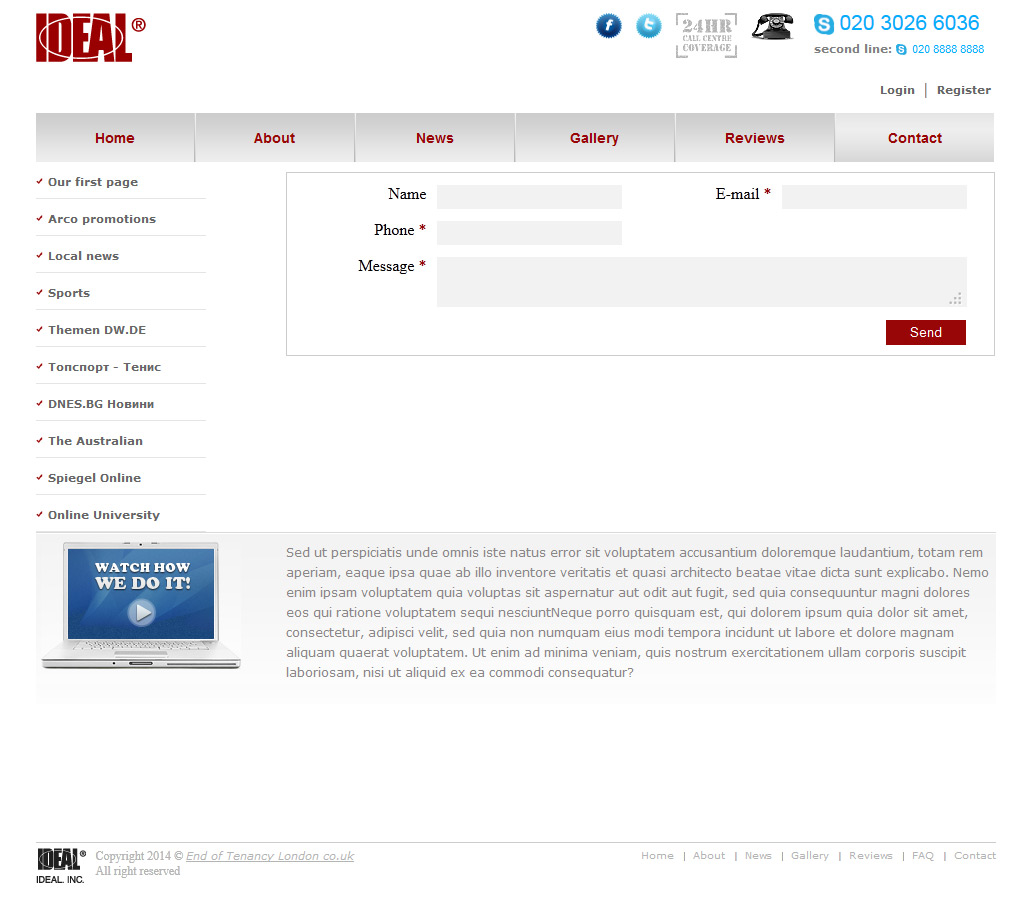 IDEAL®
f
t
24HR
CALL CENTRE
COVERAGE
020 3026 6036
second line: 020 8888 8888
Login | Register
Home
About
News
Gallery
Reviews
Contact
Our first page
Arco promotions
Local news
Sports
Themen DW.DE
Топспорт - Тенис
DNES.BG Новини
The Australian
Spiegel Online
Online University
Name
E-mail *
Phone *
Message *
Send
WATCH HOW
WE DO IT!
Sed ut perspiciatis unde omnis iste natus error sit voluptatem accusantium doloremque laudantium, totam rem
aperiam, eaque ipsa quae ab illo inventore veritatis et quasi architecto beatae vitae dicta sunt explicabo. Nemo
enim ipsam voluptatem quia voluptas sit aspernatur aut odit aut fugit, sed quia consequuntur magni dolores
eos qui ratione voluptatem sequi nesciuntNeque porro quisquam est, qui dolorem ipsum quia dolor sit amet,
consectetur, adipisci velit, sed quia non numquam eius modi tempora incidunt ut labore et dolore magnam
aliquam quaerat voluptatem. Ut enim ad minima veniam, quis nostrum exercitationem ullam corporis suscipit
laboriosam, nisi ut aliquid ex ea commodi consequatur?
IDEAL®
IDEAL. INC.
Copyright 2014 © End of Tenancy London co.uk
All right reserved
Home | About | News | Gallery | Reviews | FAQ | Contact